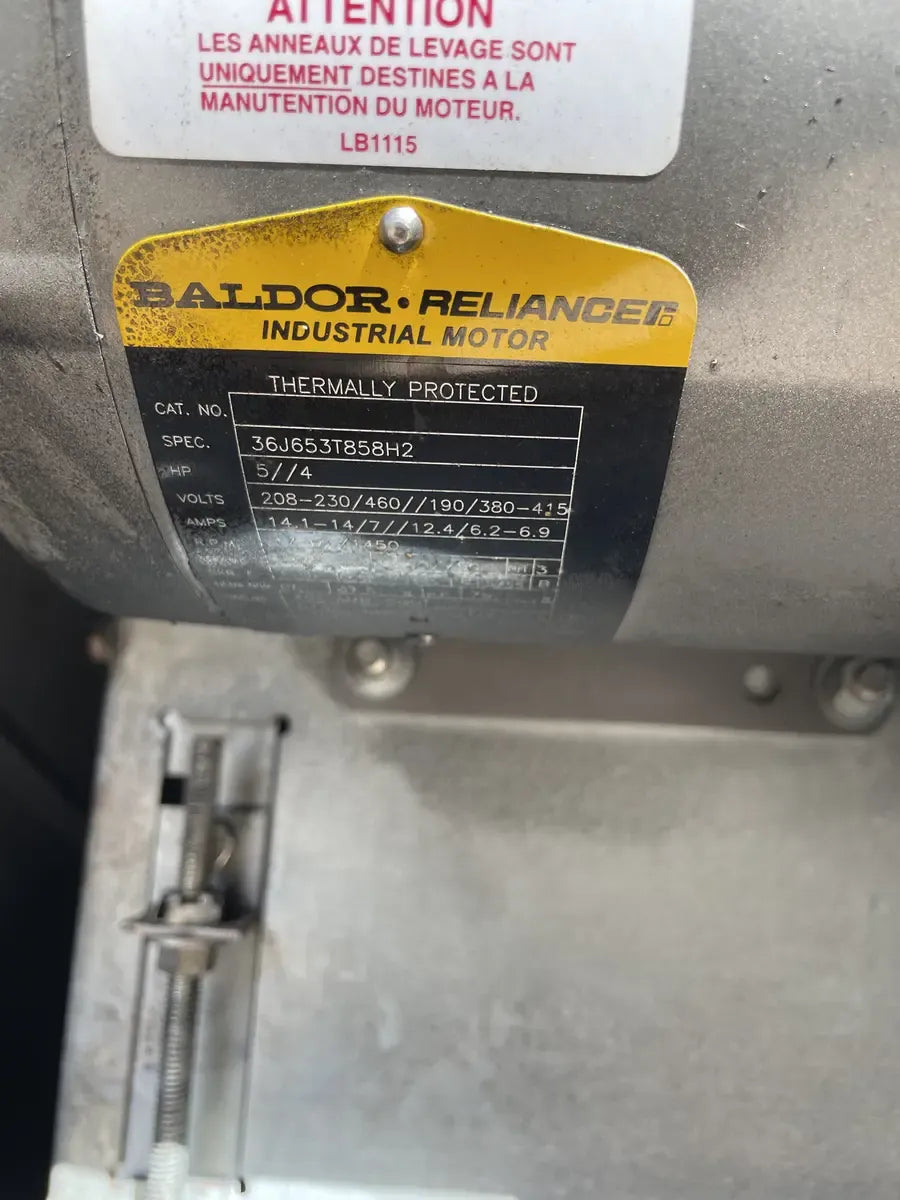 ATTENTION
LES ANNEAUX DE LEVAGE SONT
UNIQUEMENT DESTINES A LA
MANUTENTION DU MOTEUR.
LB1115
BALDOR • RELIANCE
INDUSTRIAL MOTOR
THERMALLY PROTECTED
CAT. NO.
SPEC. 36J653T858H2
HP 5//4
VOLTS 208-230/460//190/380-415
AMPS 14.1-14/7//12.4/6.2-6.9
R.P.M. 1450
3